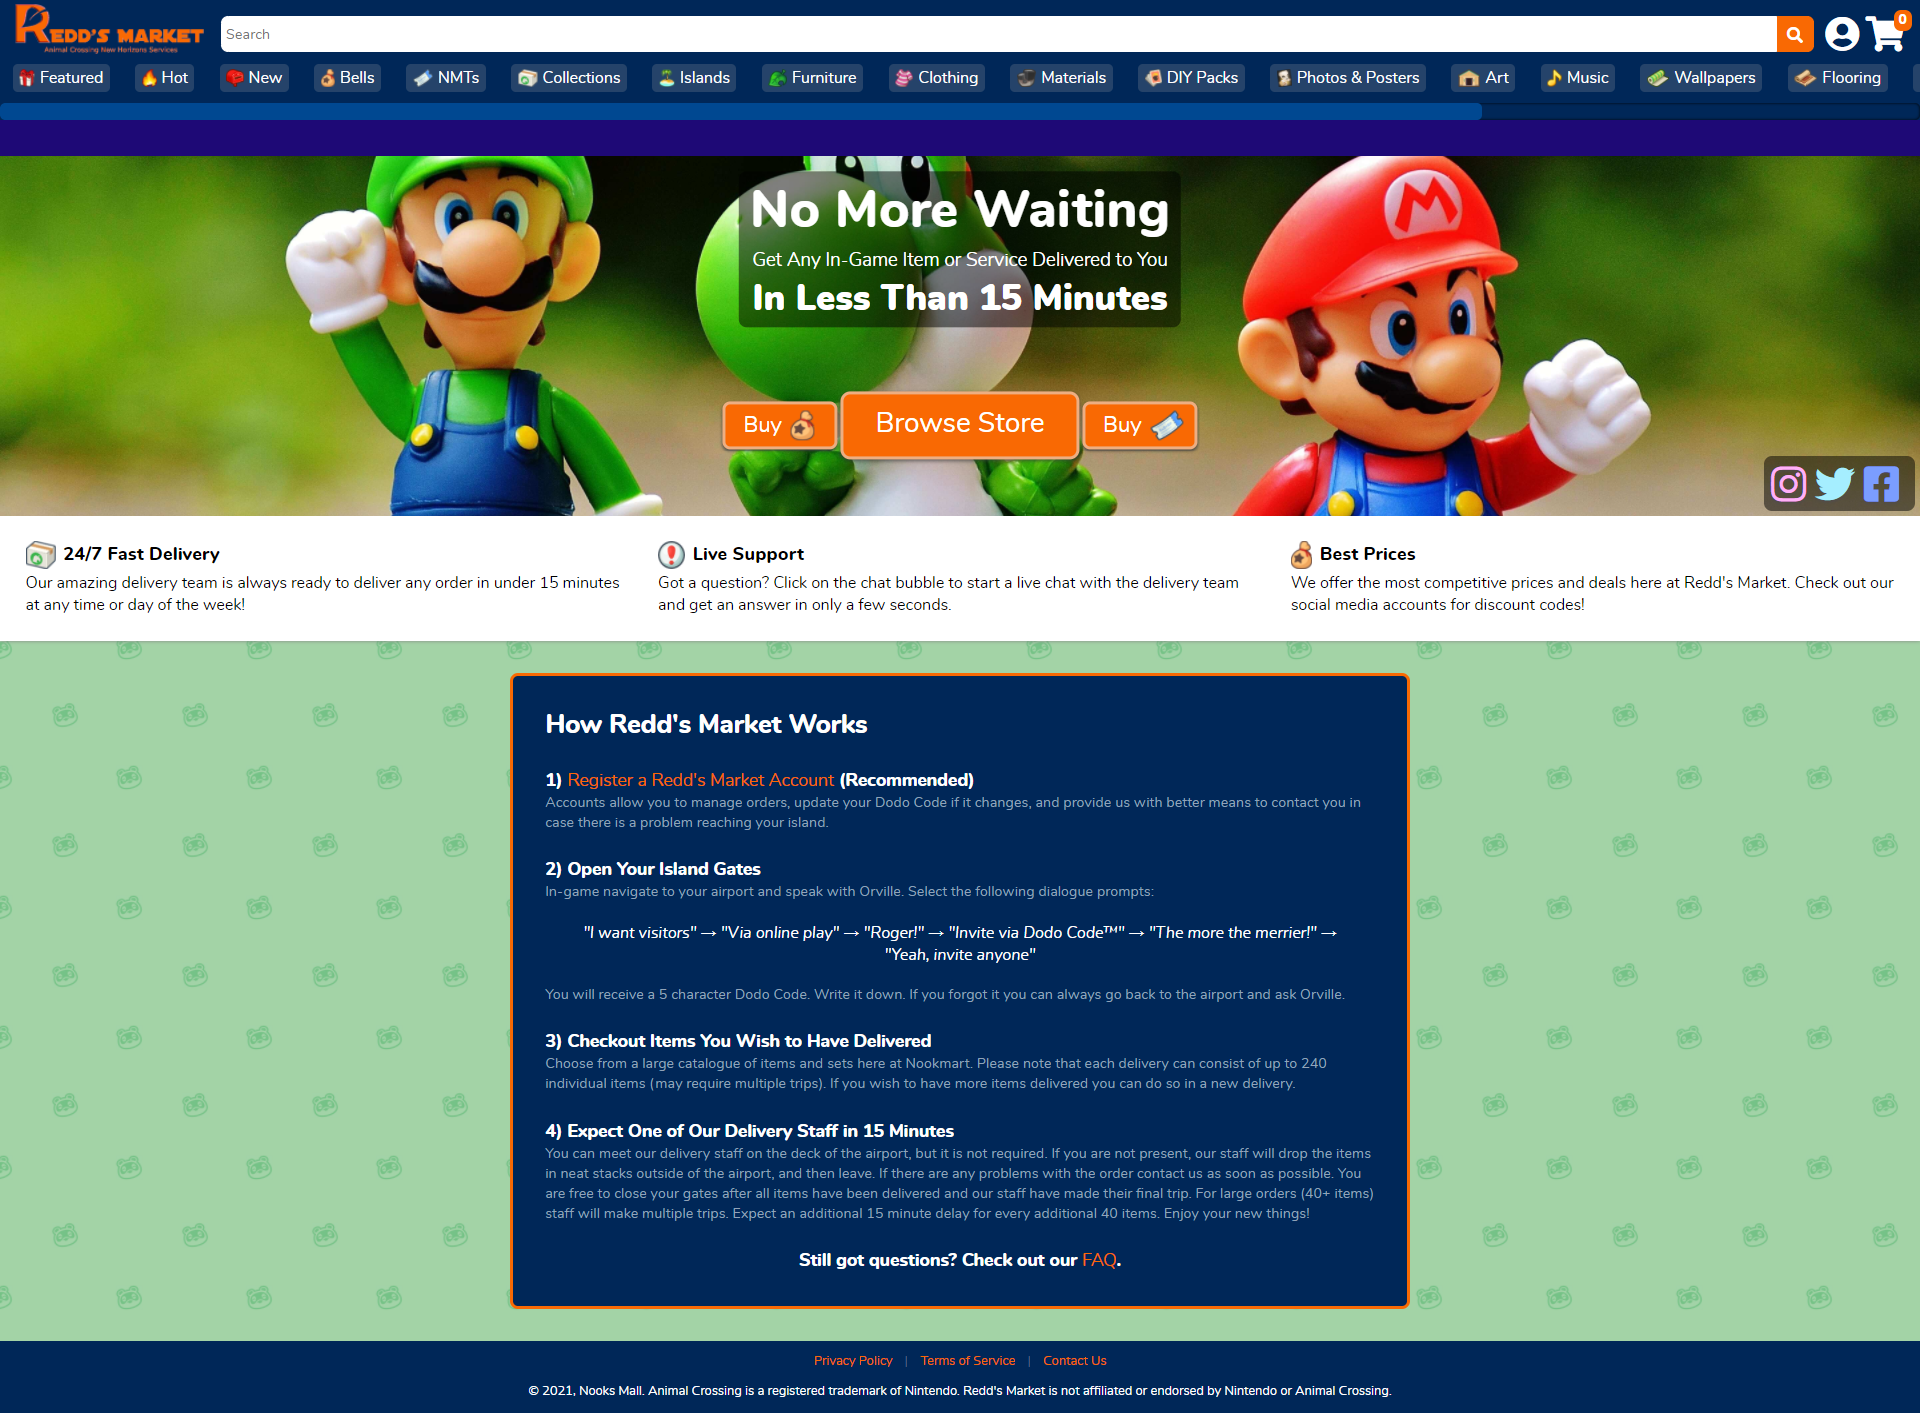 REDD'S MARKET
Animal Crossing New Horizons Services
Search
0
Featured
Hot
New
Bells
NMTs
Collections
Islands
Furniture
Clothing
Materials
DIY Packs
Photos & Posters
Art
Music
Wallpapers
Flooring
No More Waiting
Get Any In-Game Item or Service Delivered to You
In Less Than 15 Minutes
Buy
Browse Store
Buy
24/7 Fast Delivery
Our amazing delivery team is always ready to deliver any order in under 15 minutes
at any time or day of the week!
Live Support
Got a question? Click on the chat bubble to start a live chat with the delivery team
and get an answer in only a few seconds.
Best Prices
We offer the most competitive prices and deals here at Redd's Market. Check out our
social media accounts for discount codes!
How Redd's Market Works
1) Register a Redd's Market Account (Recommended)
Accounts allow you to manage orders, update your Dodo Code if it changes, and provide us with better means to contact you in
case there is a problem reaching your island.
2) Open Your Island Gates
In-game navigate to your airport and speak with Orville. Select the following dialogue prompts:
"I want visitors" → "Via online play" → "Roger!" → "Invite via Dodo Code™" → "The more the merrier!" →
"Yeah, invite anyone"
You will receive a 5 character Dodo Code. Write it down. If you forgot it you can always go back to the airport and ask Orville.
3) Checkout Items You Wish to Have Delivered
Choose from a large catalogue of items and sets here at Nookmart. Please note that each delivery can consist of up to 240
individual items (may require multiple trips). If you wish to have more items delivered you can do so in a new delivery.
4) Expect One of Our Delivery Staff in 15 Minutes
You can meet our delivery staff on the deck of the airport, but it is not required. If you are not present, our staff will drop the items
in neat stacks outside of the airport, and then leave. If there are any problems with the order contact us as soon as possible. You
are free to close your gates after all items have been delivered and our staff have made their final trip. For large orders (40+ items)
staff will make multiple trips. Expect an additional 15 minute delay for every additional 40 items. Enjoy your new things!
Still got questions? Check out our FAQ.
Privacy Policy | Terms of Service | Contact Us
© 2021, Nooks Mall. Animal Crossing is a registered trademark of Nintendo. Redd's Market is not affiliated or endorsed by Nintendo or Animal Crossing.